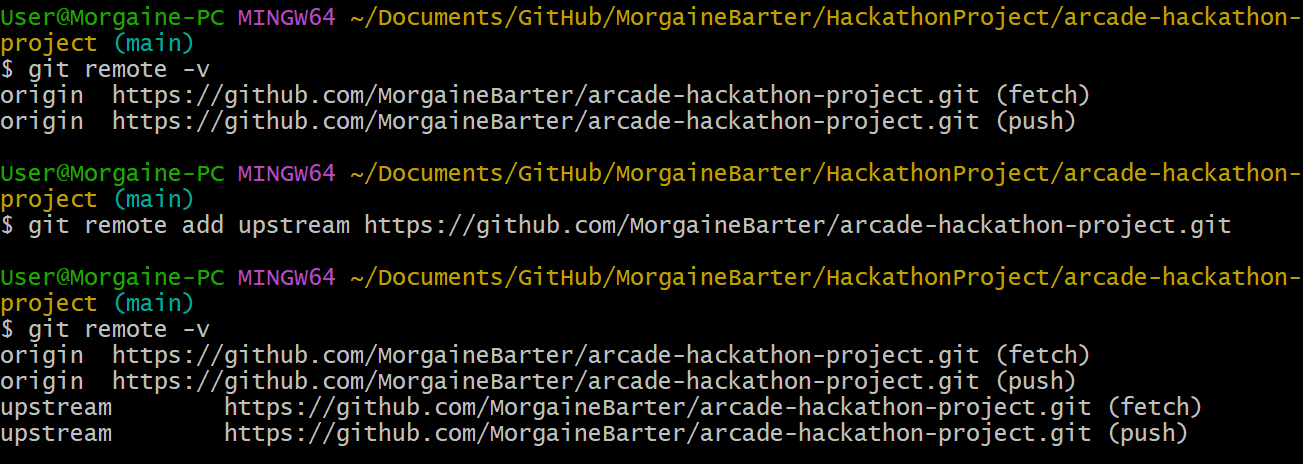 User@Morgaine-PC MINGW64 ~/Documents/GitHub/MorgaineBarter/HackathonProject/arcade-hackathon-
project (main)
$ git remote -v
origin  https://github.com/MorgaineBarter/arcade-hackathon-project.git (fetch)
origin  https://github.com/MorgaineBarter/arcade-hackathon-project.git (push)

User@Morgaine-PC MINGW64 ~/Documents/GitHub/MorgaineBarter/HackathonProject/arcade-hackathon-
project (main)
$ git remote add upstream https://github.com/MorgaineBarter/arcade-hackathon-project.git

User@Morgaine-PC MINGW64 ~/Documents/GitHub/MorgaineBarter/HackathonProject/arcade-hackathon-
project (main)
$ git remote -v
origin  https://github.com/MorgaineBarter/arcade-hackathon-project.git (fetch)
origin  https://github.com/MorgaineBarter/arcade-hackathon-project.git (push)
upstream        https://github.com/MorgaineBarter/arcade-hackathon-project.git (fetch)
upstream        https://github.com/MorgaineBarter/arcade-hackathon-project.git (push)